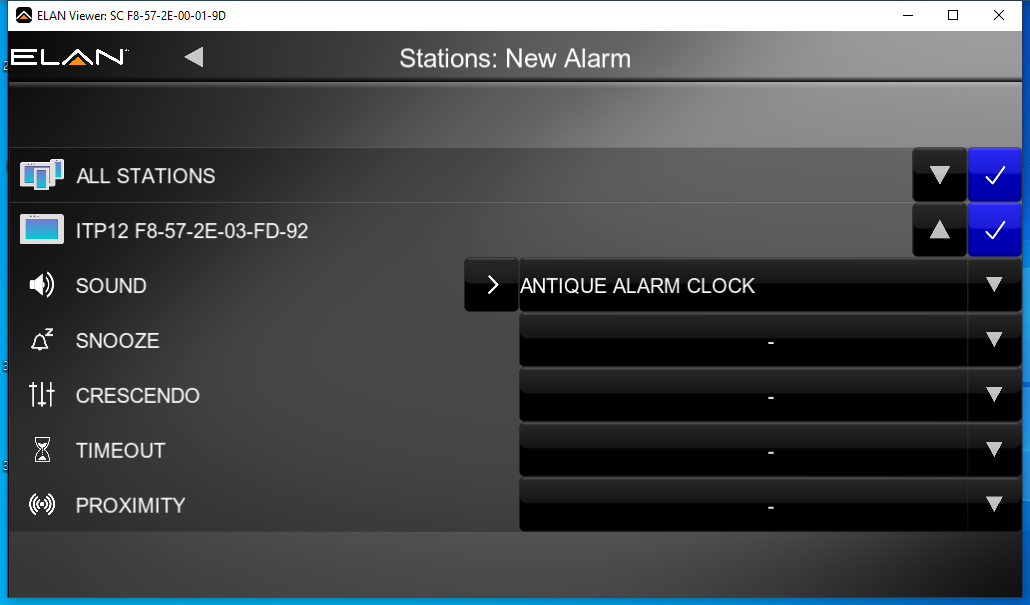 ELAN Viewer: SC F8-57-2E-00-01-9D
ELAN™
Stations: New Alarm
ALL STATIONS
ITP12 F8-57-2E-03-FD-92
SOUND
ANTIQUE ALARM CLOCK
SNOOZE
-
CRESCENDO
-
TIMEOUT
-
PROXIMITY
-